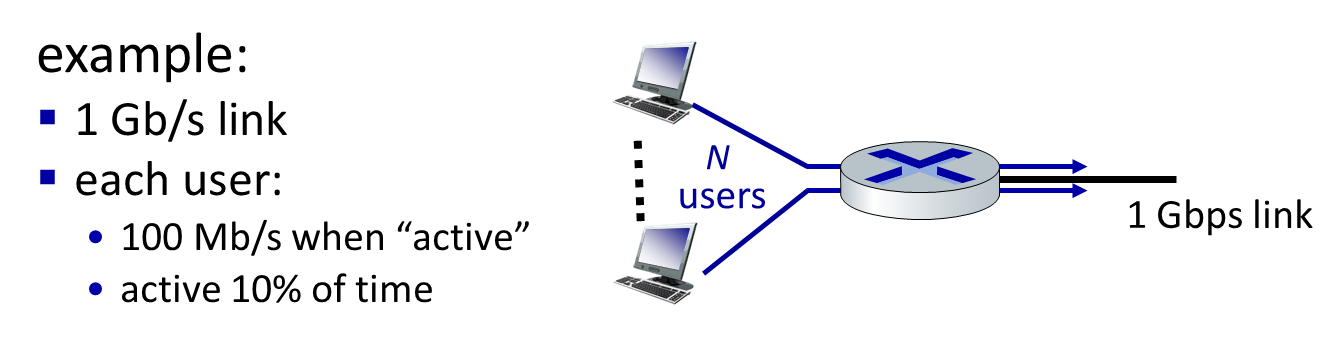 example:
▪ 1 Gb/s link
▪ each user:
• 100 Mb/s when “active”
• active 10% of time
N
users
1 Gbps link